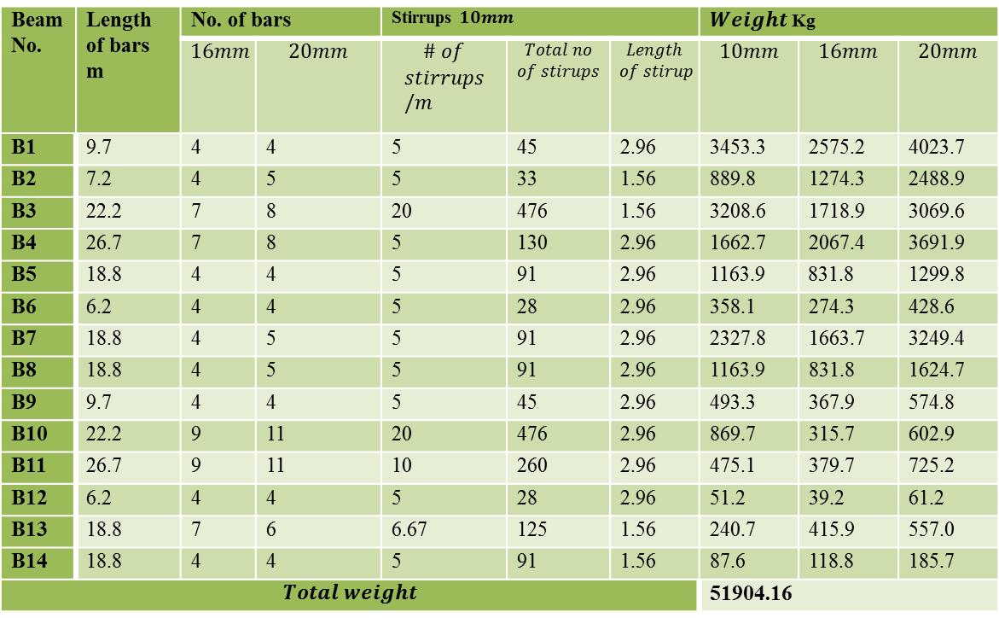 Beam No. Length of bars m No. of bars Stirrups 10mm Weight Kg
16mm 20mm # of stirrups /m Total no of stirups Length of stirup 10mm 16mm 20mm
B1 9.7 4 4 5 45 2.96 3453.3 2575.2 4023.7
B2 7.2 4 5 5 33 1.56 889.8 1274.3 2488.9
B3 22.2 7 8 20 476 1.56 3208.6 1718.9 3069.6
B4 26.7 7 8 5 130 2.96 1662.7 2067.4 3691.9
B5 18.8 4 4 5 91 2.96 1163.9 831.8 1299.8
B6 6.2 4 4 5 28 2.96 358.1 274.3 428.6
B7 18.8 4 5 5 91 2.96 2327.8 1663.7 3249.4
B8 18.8 4 5 5 91 2.96 1163.9 831.8 1624.7
B9 9.7 4 4 5 45 2.96 493.3 367.9 574.8
B10 22.2 9 11 20 476 2.96 869.7 315.7 602.9
B11 26.7 9 11 10 260 2.96 475.1 379.7 725.2
B12 6.2 4 4 5 28 2.96 51.2 39.2 61.2
B13 18.8 7 6 6.67 125 1.56 240.7 415.9 557.0
B14 18.8 4 4 5 91 1.56 87.6 118.8 185.7
Total weight 51904.16